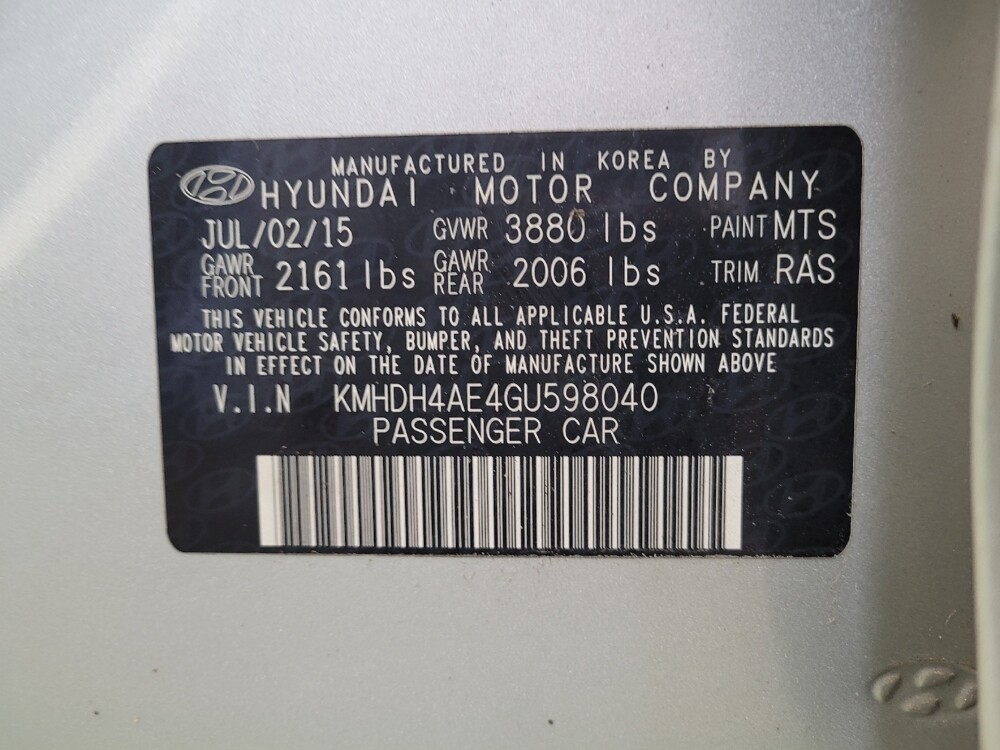 MANUFACTURED IN KOREA BY
HYUNDAI MOTOR COMPANY
JUL/02/15 GVWR 3880 lbs PAINT MTS
GAWR FRONT 2161 lbs GAWR REAR 2006 lbs TRIM RAS
THIS VEHICLE CONFORMS TO ALL APPLICABLE U.S.A. FEDERAL
MOTOR VEHICLE SAFETY, BUMPER, AND THEFT PREVENTION STANDARDS
IN EFFECT ON THE DATE OF MANUFACTURE SHOWN ABOVE
V.I.N KMHDH4AE4GU598040
PASSENGER CAR